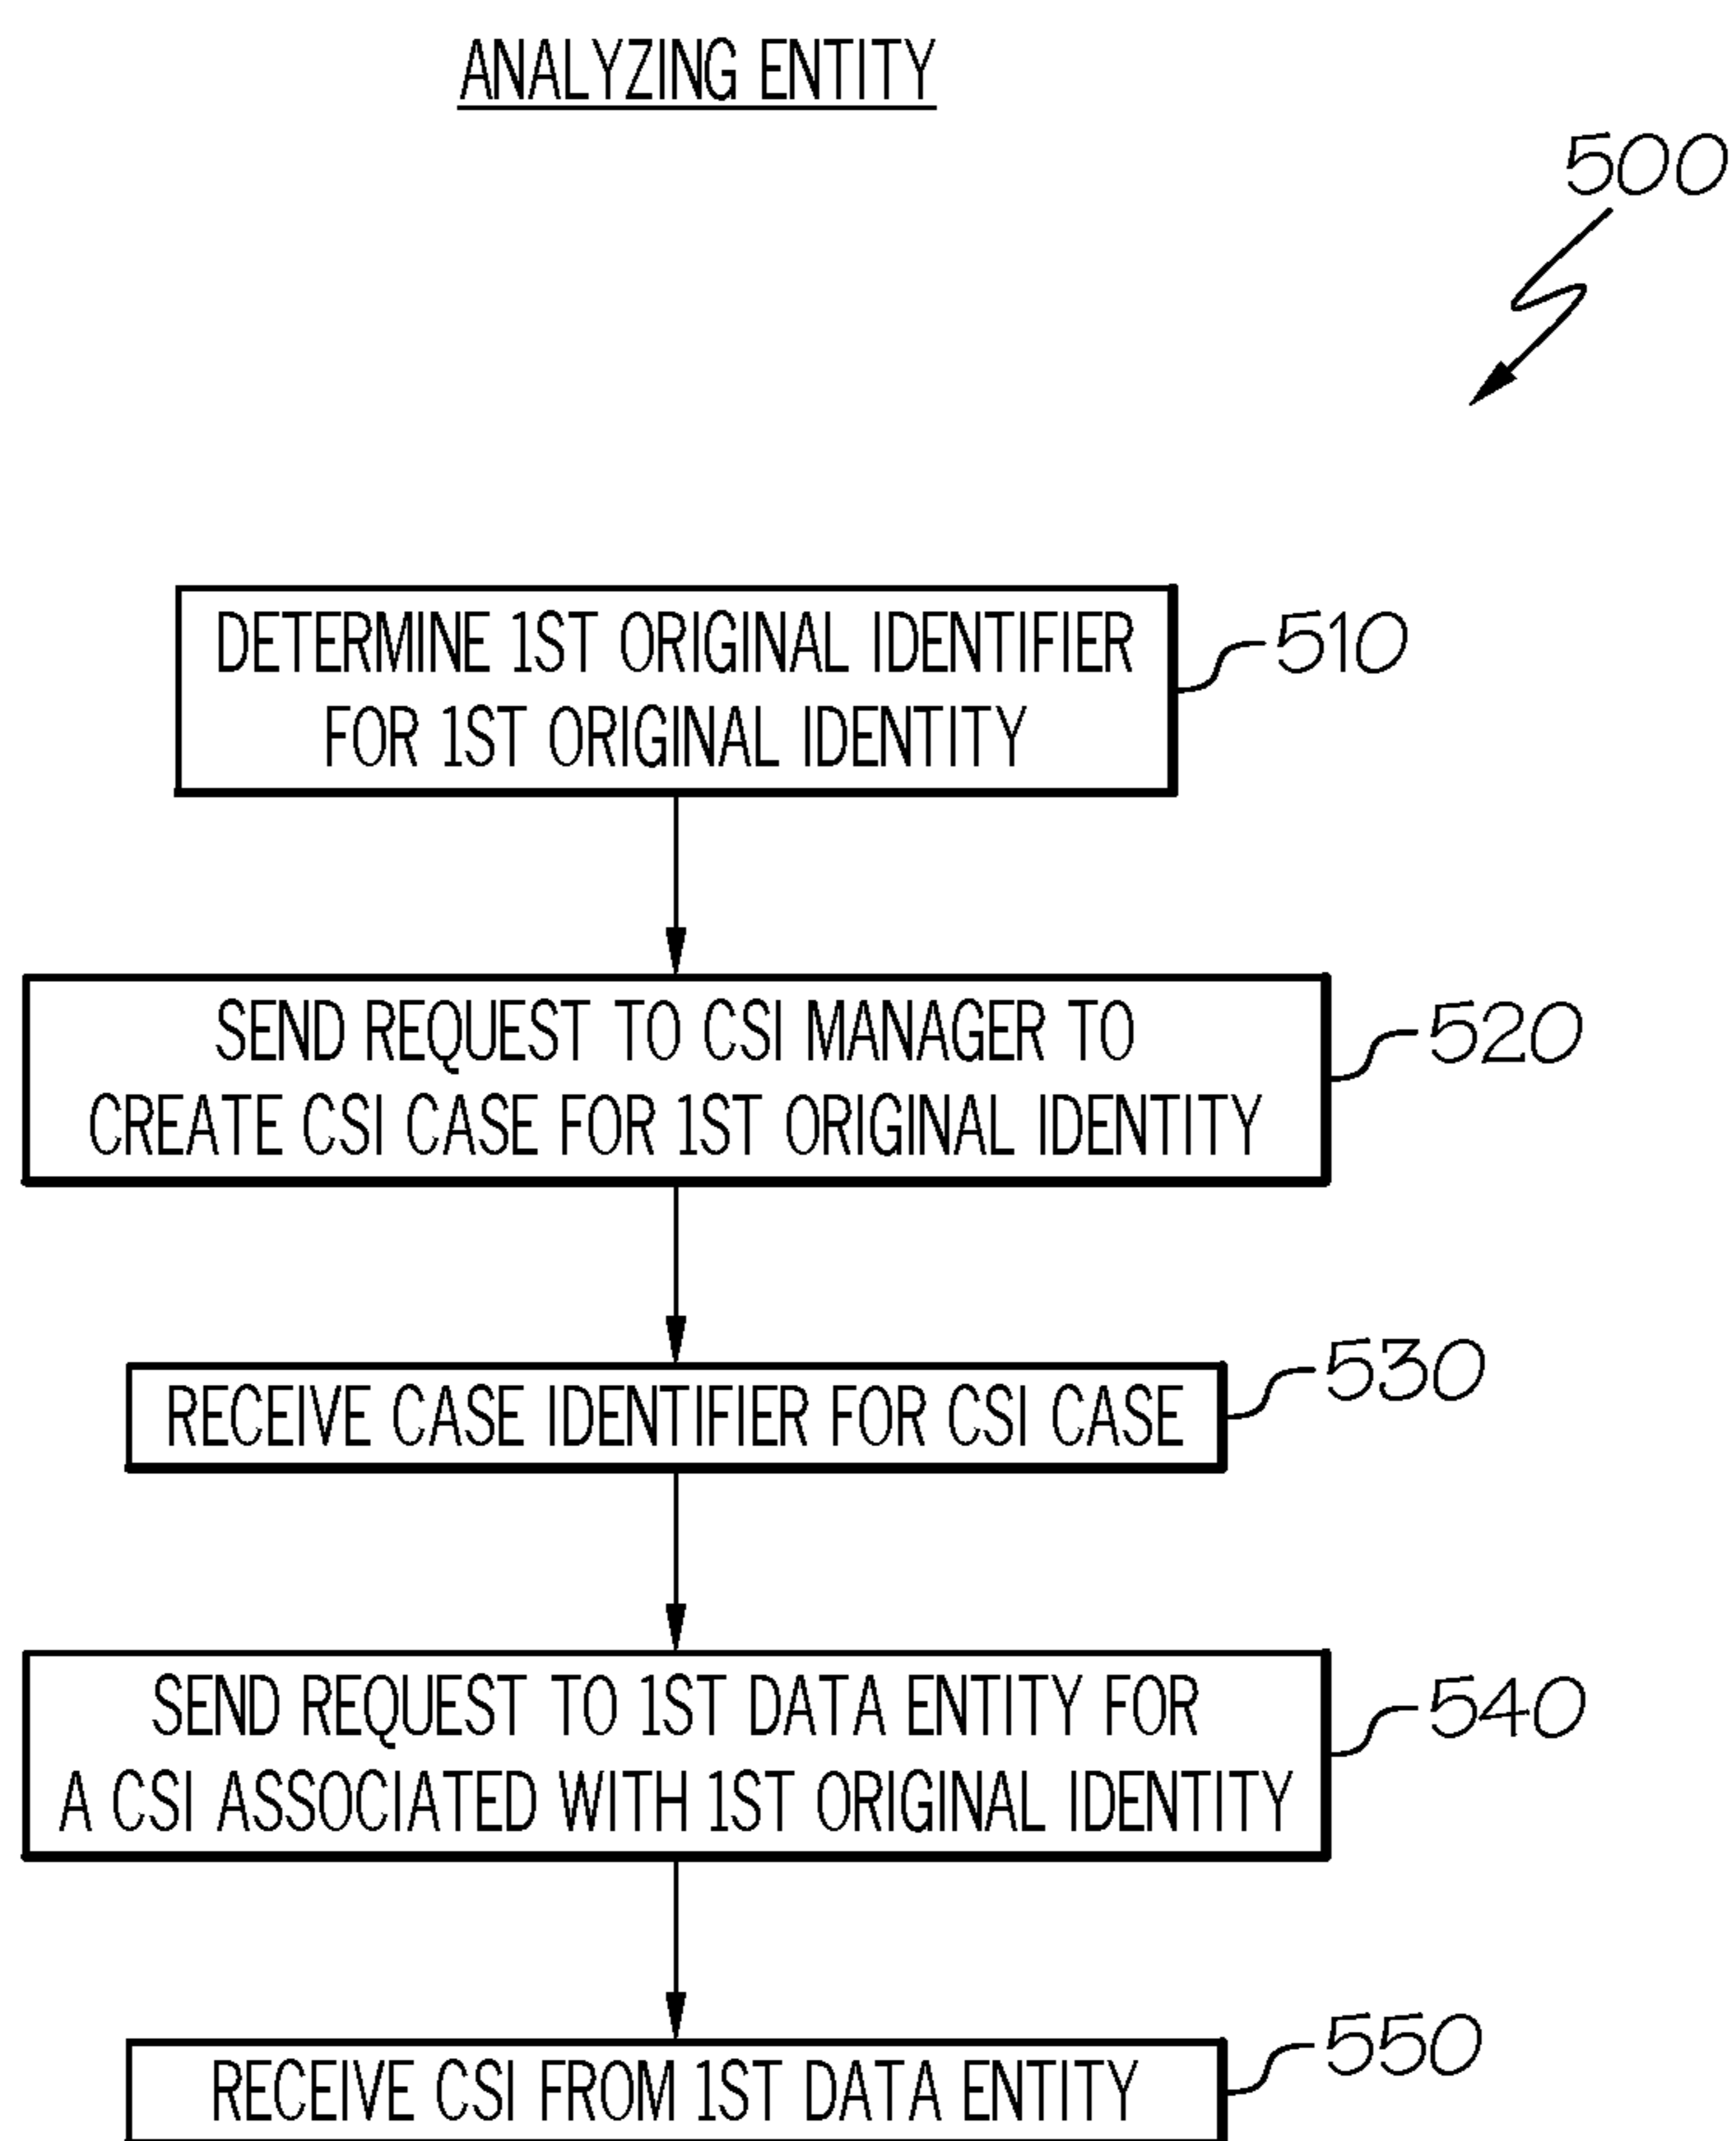 ANALYZING ENTITY
500
DETERMINE 1ST ORIGINAL IDENTIFIER
FOR 1ST ORIGINAL IDENTITY
510
SEND REQUEST TO CSI MANAGER TO
CREATE CSI CASE FOR 1ST ORIGINAL IDENTITY
520
RECEIVE CASE IDENTIFIER FOR CSI CASE
530
SEND REQUEST TO 1ST DATA ENTITY FOR
A CSI ASSOCIATED WITH 1ST ORIGINAL IDENTITY
540
RECEIVE CSI FROM 1ST DATA ENTITY
550